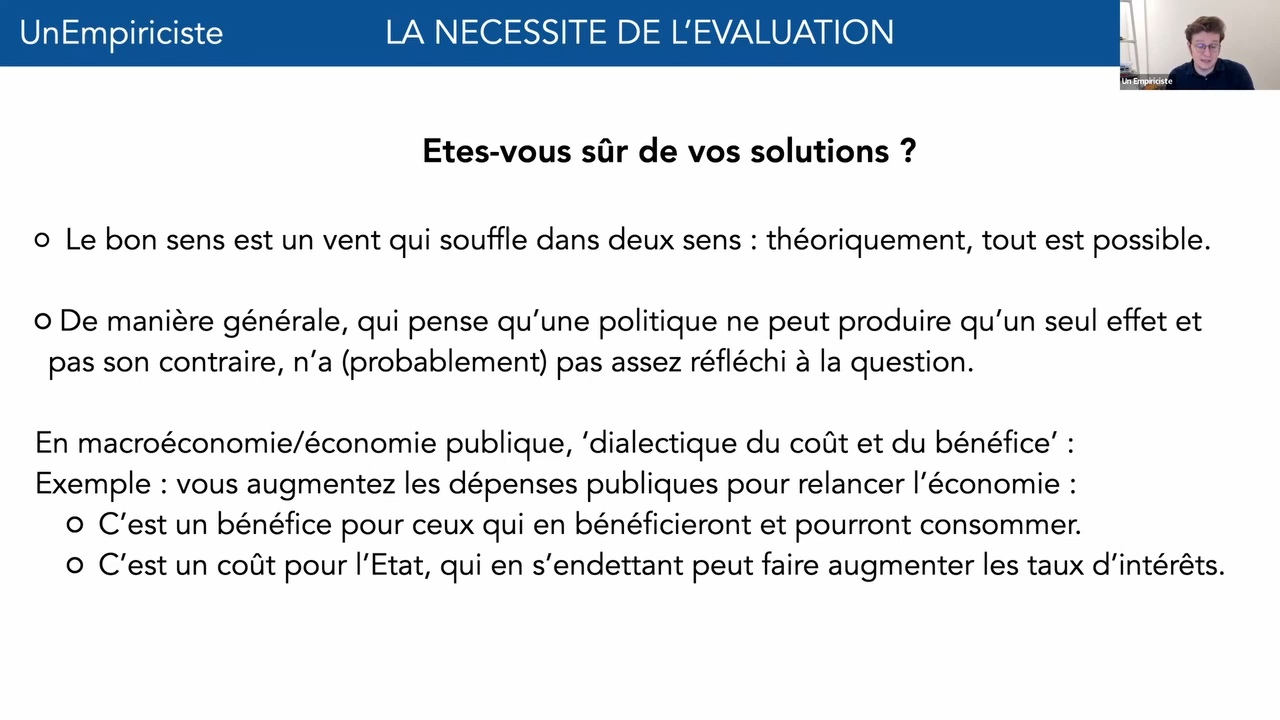 UnEmpiriciste
LA NECESSITE DE L’EVALUATION
Un Empiriciste
Etes-vous sûr de vos solutions ?
Le bon sens est un vent qui souffle dans deux sens : théoriquement, tout est possible.
De manière générale, qui pense qu’une politique ne peut produire qu’un seul effet et
pas son contraire, n’a (probablement) pas assez réfléchi à la question.
En macroéconomie/économie publique, ‘dialectique du coût et du bénéfice’ :
Exemple : vous augmentez les dépenses publiques pour relancer l’économie :
C’est un bénéfice pour ceux qui en bénéficieront et pourront consommer.
C’est un coût pour l’Etat, qui en s’endettant peut faire augmenter les taux d’intérêts.